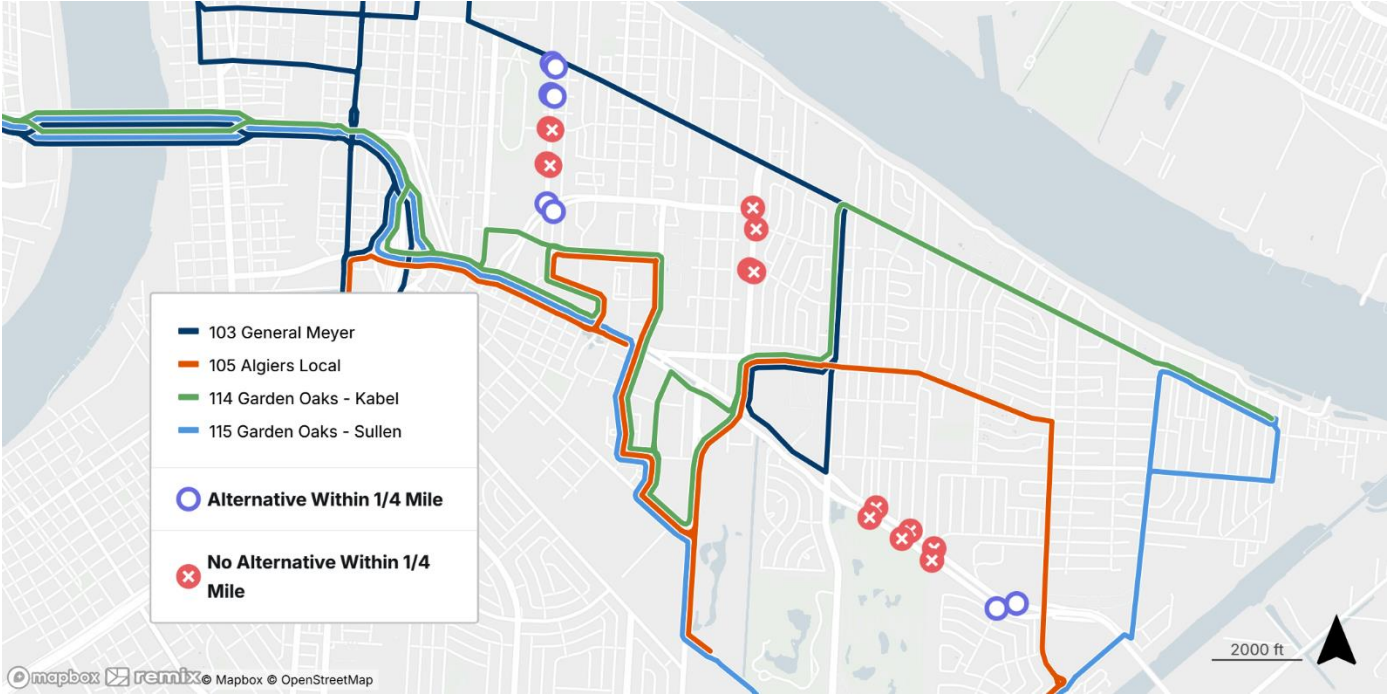 103 General Meyer
105 Algiers Local
114 Garden Oaks - Kabel
115 Garden Oaks - Sullen
Alternative Within 1/4 Mile
No Alternative Within 1/4
Mile
2000 ft
mapbox remix © Mapbox © OpenStreetMap